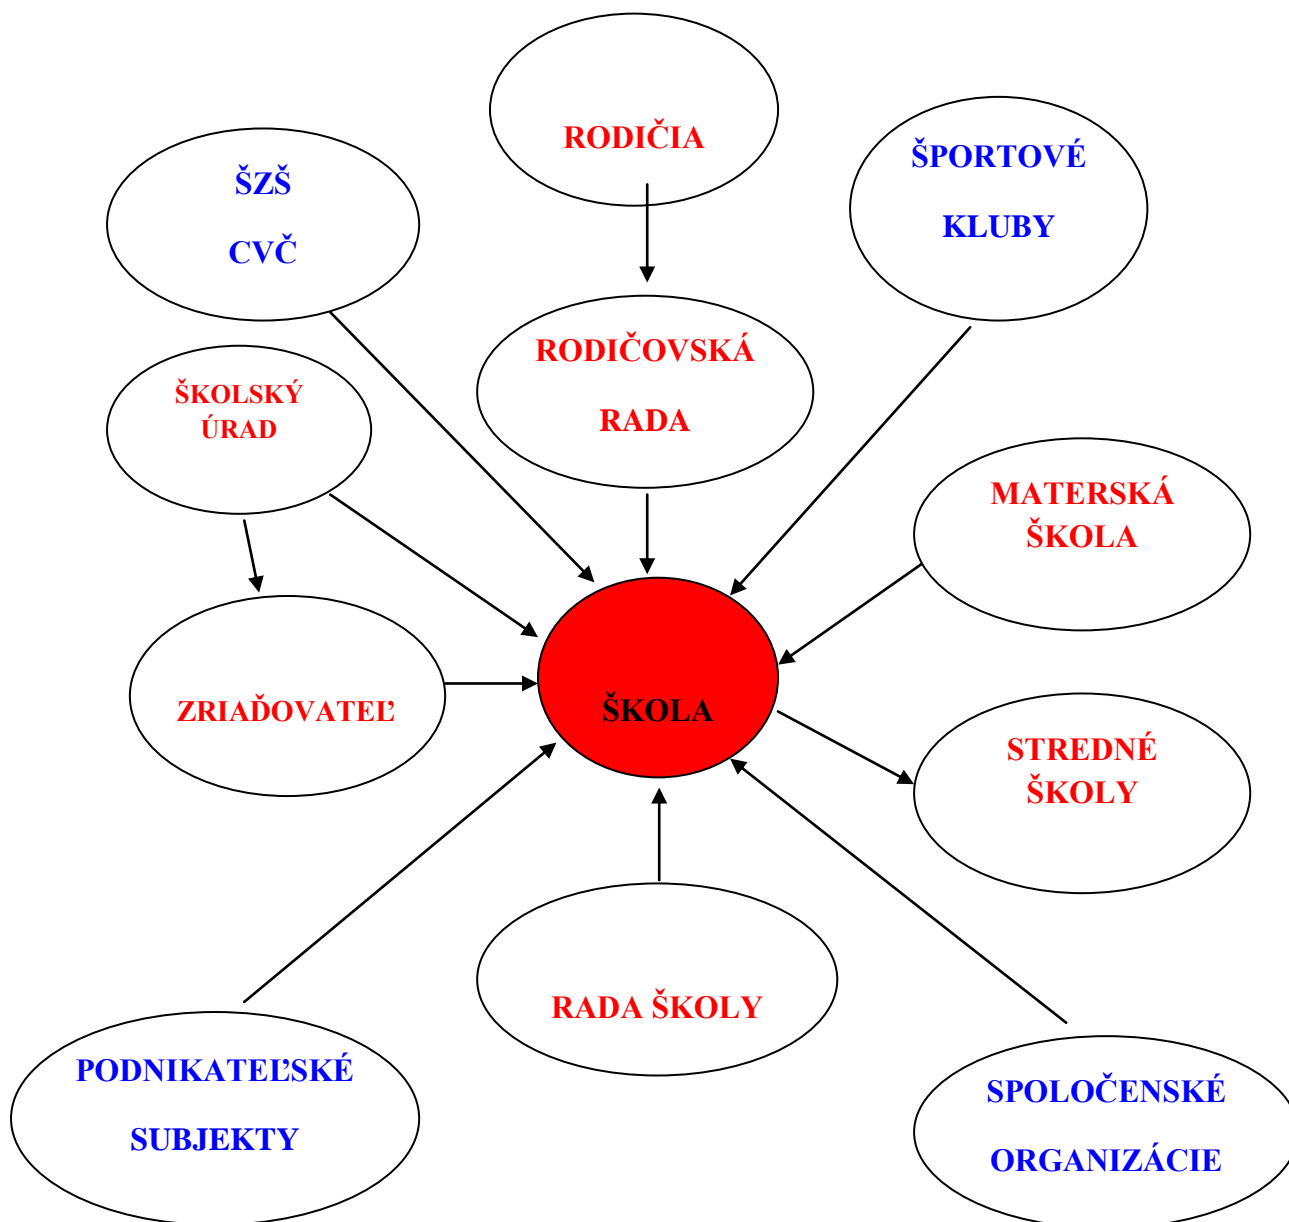 RODIČIA
ŠPORTOVÉ
KLUBY
ŠZŠ
CVČ
RODIČOVSKÁ
RADA
ŠKOLSKÝ
ÚRAD
MATERSKÁ
ŠKOLA
ZRIAĎOVATEĽ
ŠKOLA
STREDNÉ
ŠKOLY
RADA ŠKOLY
PODNIKATEĽSKÉ
SUBJEKTY
SPOLOČENSKÉ
ORGANIZÁCIE